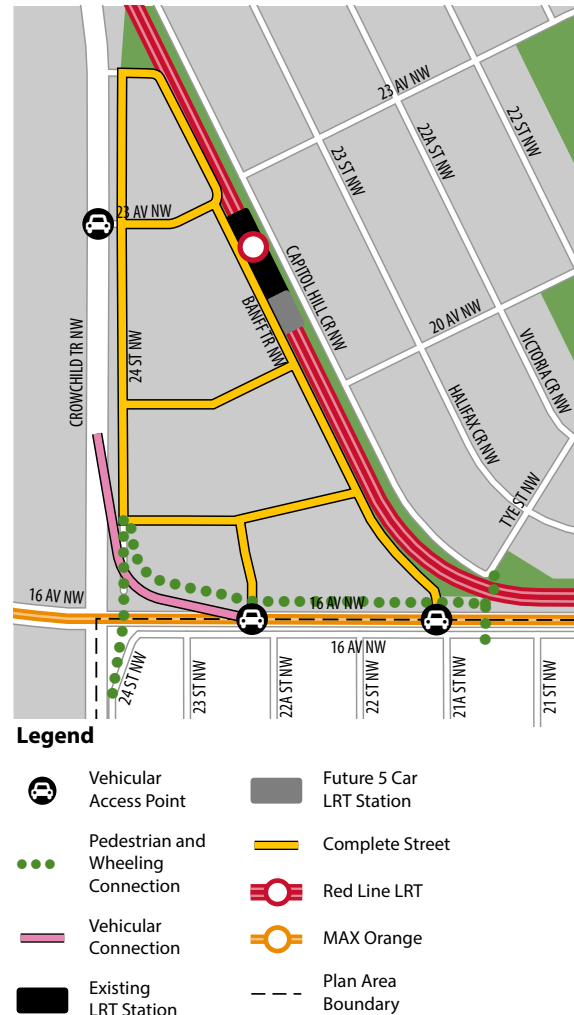 23 AV NW
22 ST NW
22A ST NW
23 ST NW
23 AV NW
CAPITOL HILL CR NW
BANFF TR NW
20 AV NW
VICTORIA CR NW
24 ST NW
CROWCHILD TR NW
HALIFAX CR NW
TYE ST NW
16 AV NW
16 AV NW
16 AV NW
24 ST NW
23 ST NW
22A ST NW
22 ST NW
21A ST NW
21 ST NW
Legend
Vehicular
Access Point
Pedestrian and
Wheeling
Connection
Vehicular
Connection
Existing
LRT Station
Future 5 Car
LRT Station
Complete Street
Red Line LRT
MAX Orange
Plan Area
Boundary